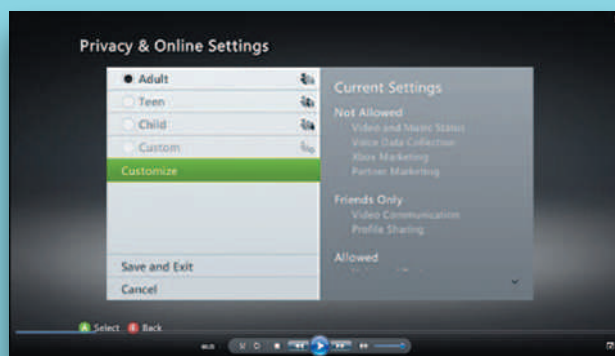 Privacy & Online Settings
Adult
Teen
Child
Custom
Customize
Save and Exit
Cancel
Current Settings
Not Allowed
Video and Music Status
Voice Data Collection
Xbox Marketing
Partner Marketing
Friends Only
Video Communication
Profile Sharing
Allowed
A Select B Back